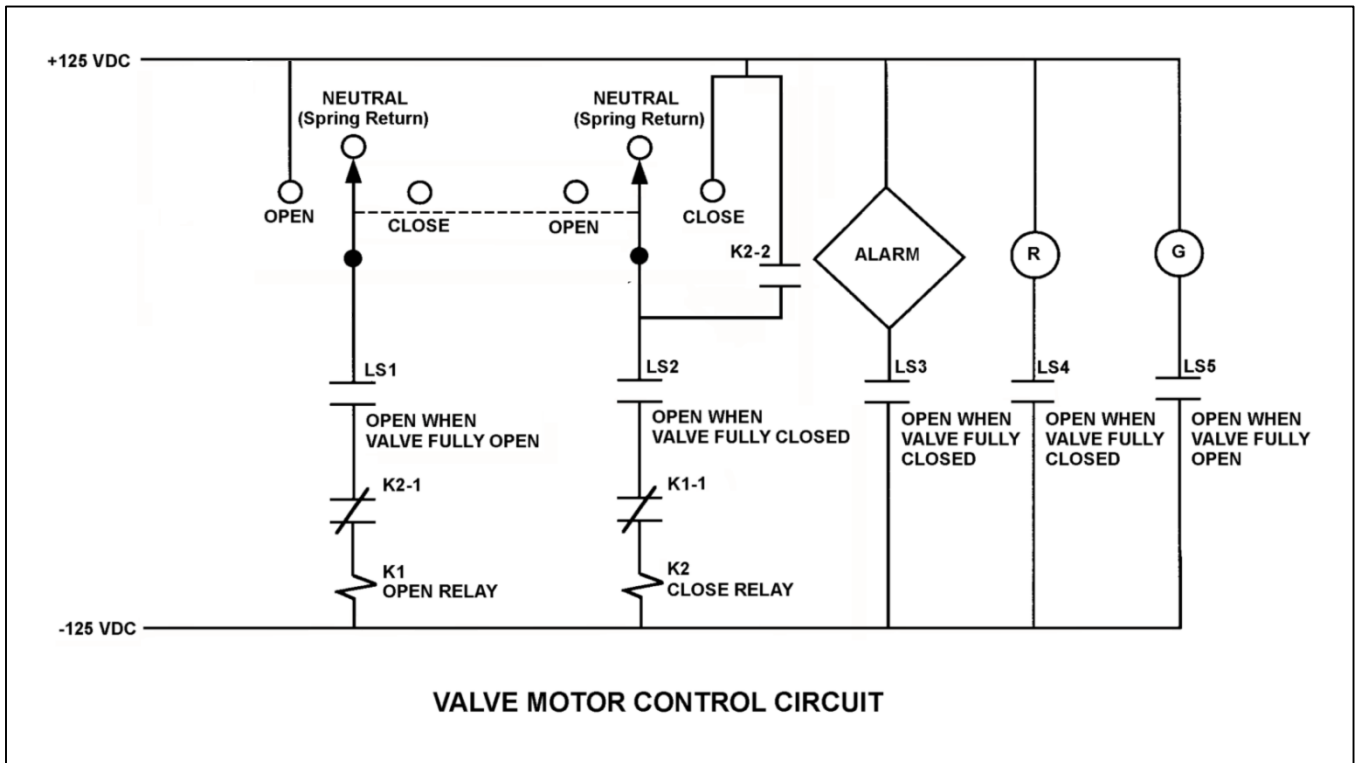 +125 VDC
NEUTRAL
(Spring Return)
NEUTRAL
(Spring Return)
OPEN
CLOSE
OPEN
CLOSE
K2-2
ALARM
R
G
LS1
OPEN WHEN
VALVE FULLY OPEN
LS2
OPEN WHEN
VALVE FULLY CLOSED
LS3
OPEN WHEN
VALVE FULLY
CLOSED
LS4
OPEN WHEN
VALVE FULLY
CLOSED
LS5
OPEN WHEN
VALVE FULLY
OPEN
K2-1
K1-1
K1
OPEN RELAY
K2
CLOSE RELAY
-125 VDC
VALVE MOTOR CONTROL CIRCUIT